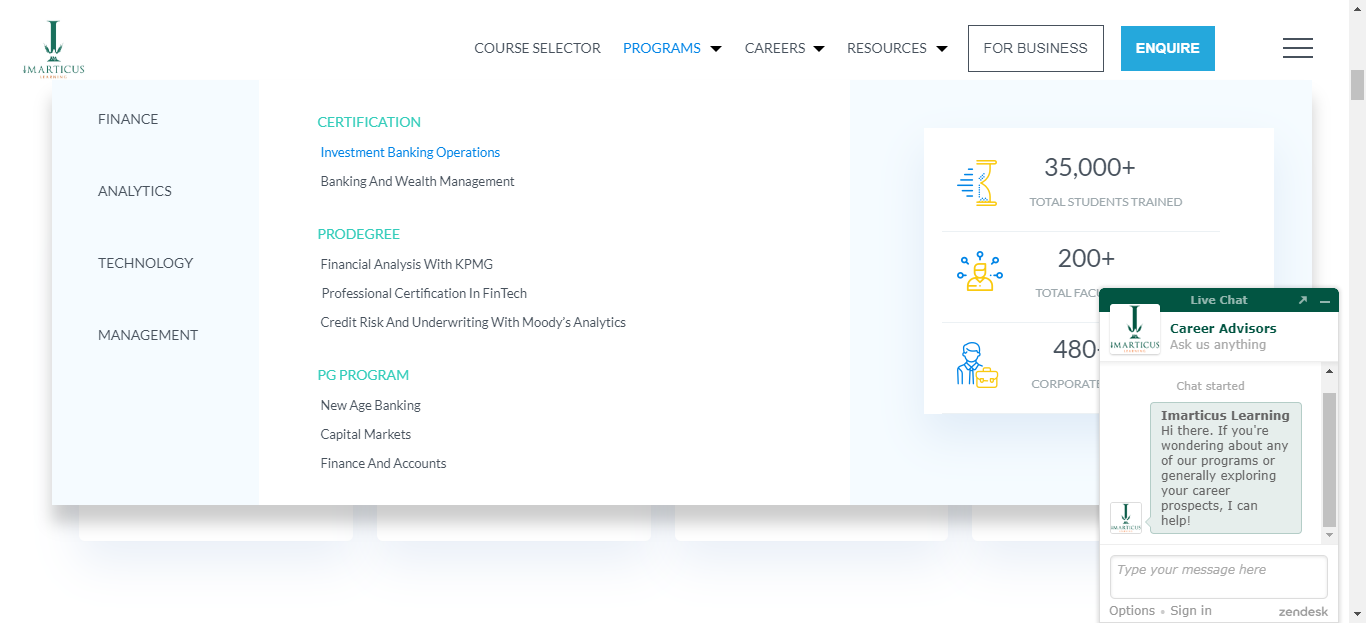 IMARTICUS
LEARNING
COURSE SELECTOR
PROGRAMS
CAREERS
RESOURCES
FOR BUSINESS
ENQUIRE
FINANCE
ANALYTICS
TECHNOLOGY
MANAGEMENT
CERTIFICATION
Investment Banking Operations
Banking And Wealth Management
PRODEGREE
Financial Analysis With KPMG
Professional Certification In FinTech
Credit Risk And Underwriting With Moody's Analytics
PG PROGRAM
New Age Banking
Capital Markets
Finance And Accounts
35,000+
TOTAL STUDENTS TRAINED
200+
TOTAL
480
CORPORATE
Live Chat
IMARTICUS
LEARNING
Career Advisors
Ask us anything
Chat started
Imarticus Learning
Hi there. If you're
wondering about any
of our programs or
generally exploring
your career
prospects, I can
help!
IMARTICUS
Type your message here
Options • Sign in
zendesk